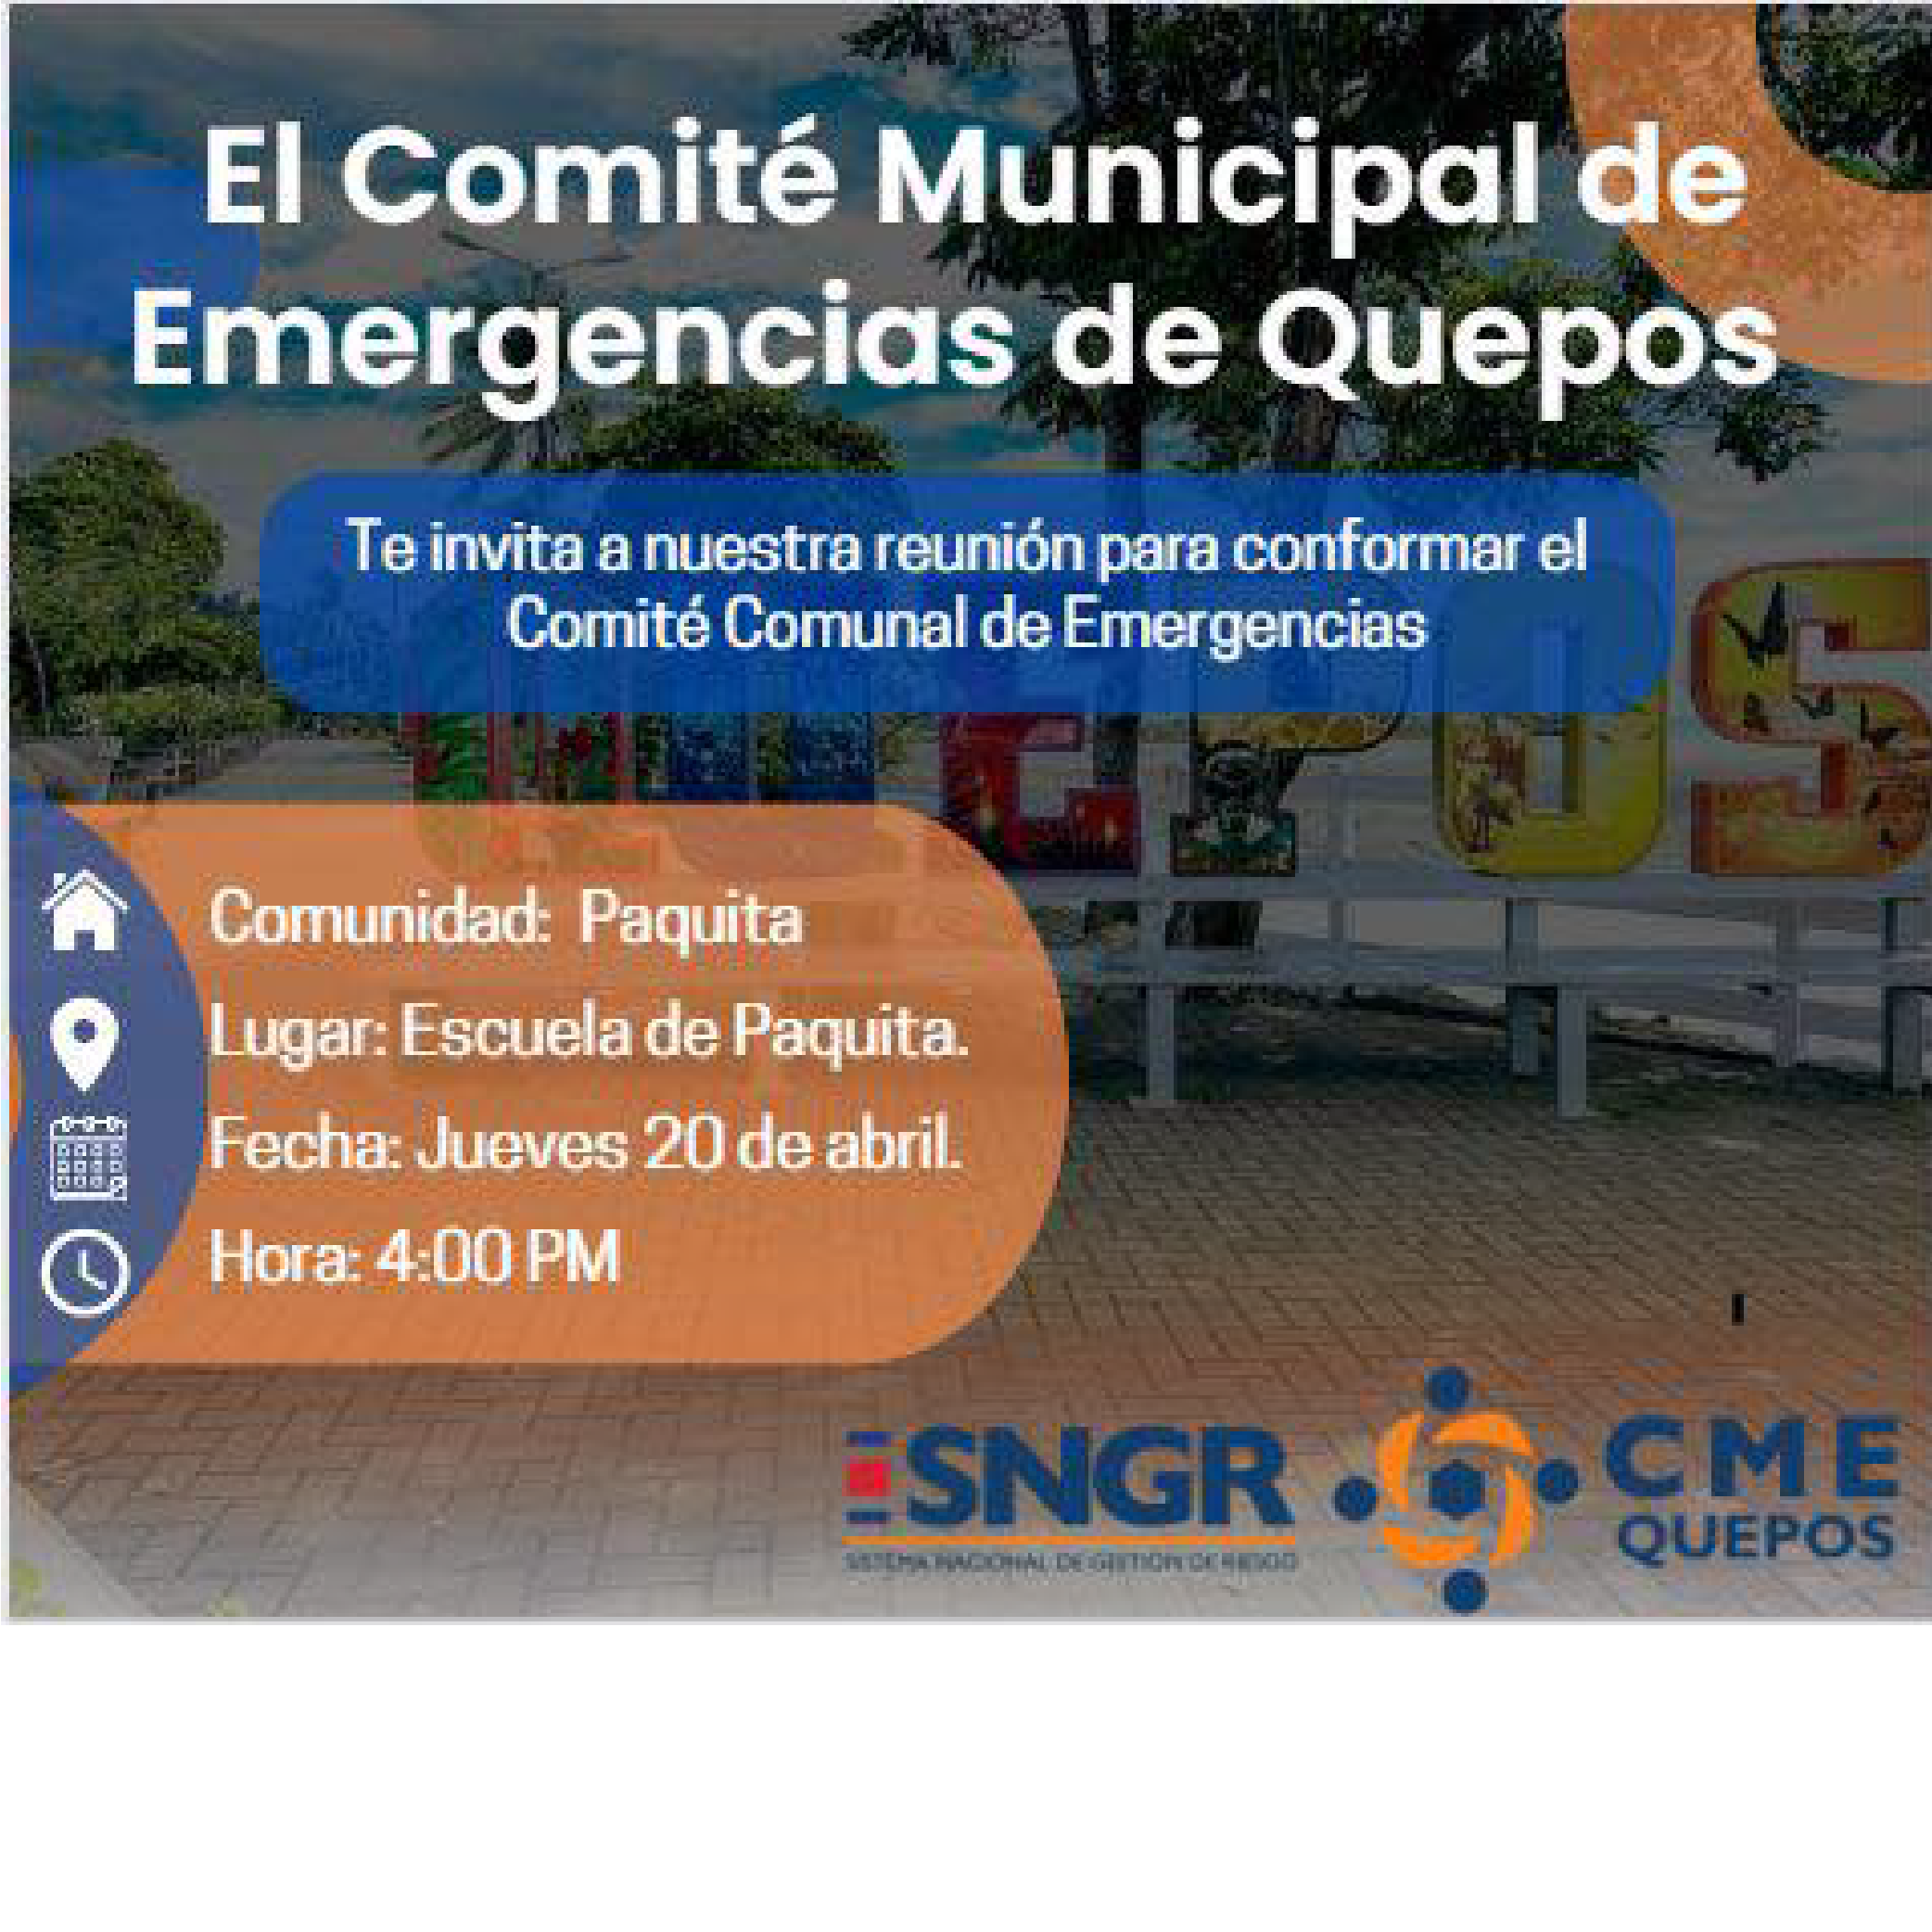 El Comité Municipal de
Emergencias de Quepos
Te invita a nuestra reunión para conformar el
Comité Comunal de Emergencias
QUEPOS
Comunidad: Paquita
Lugar: Escuela de Paquita.
Fecha: Jueves 20 de abril.
Hora: 4:00 PM
SNGR
SISTEMA NACIONAL DE GESTION DE RIESGO
CME
QUEPOS